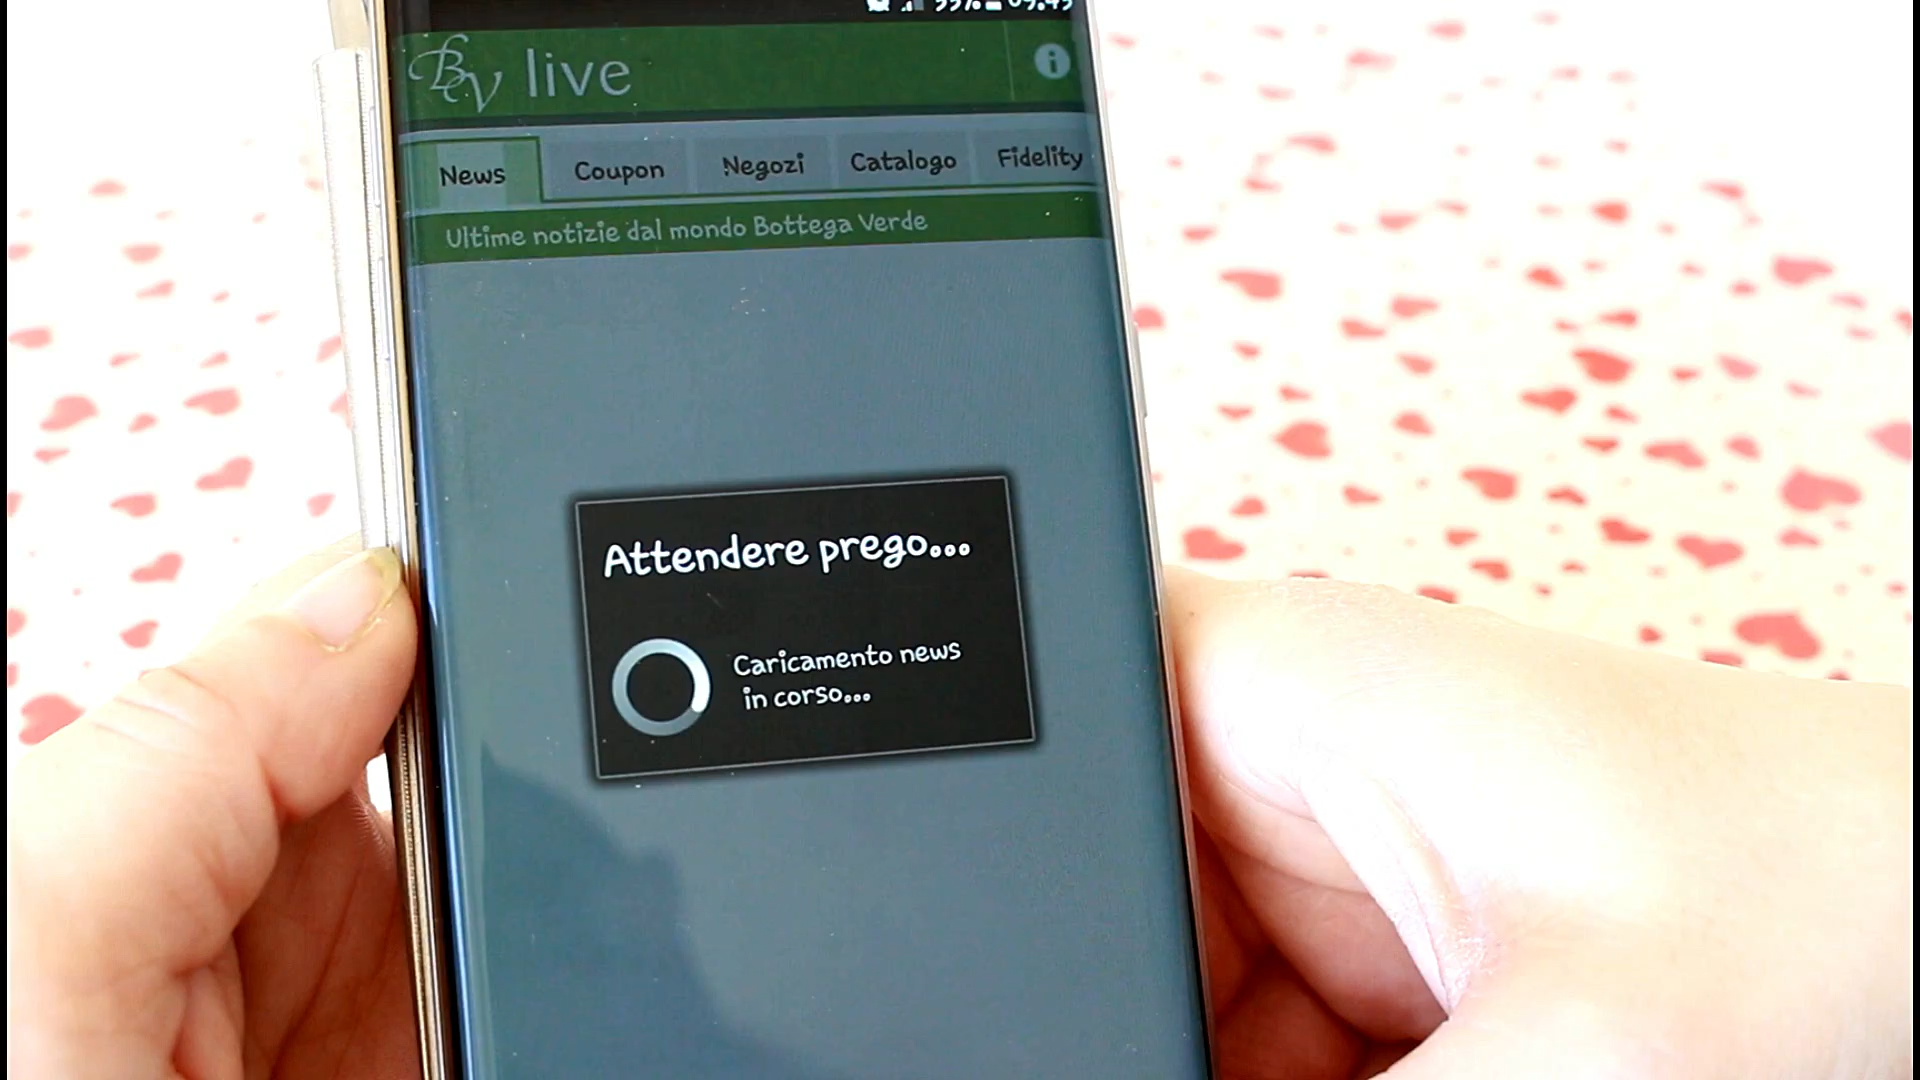 BV live
News Coupon Negozi Catalogo Fidelity
Ultime notizie dal mondo Bottega Verde
Attendere prego...
Caricamento news
in corso...